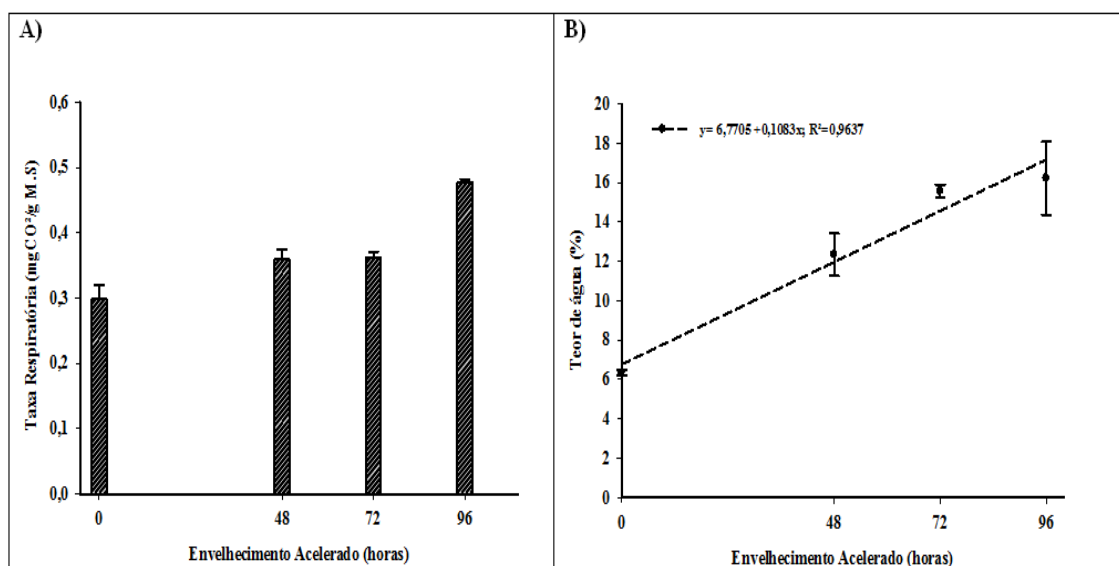 A)
Taxa Respiratória (mgCO²/g M.S)
0,6
0,5
0,4
0,3
0,2
0,1
0,0
0 48 72 96
Envelhecimento Acelerado (horas)
B)
Teor de água (%)
20
18
16
14
12
10
8
6
4
2
0
y= 6,7705 +0,1083x; R²=0,9637
0 48 72 96
Envelhecimento Acelerado (horas)